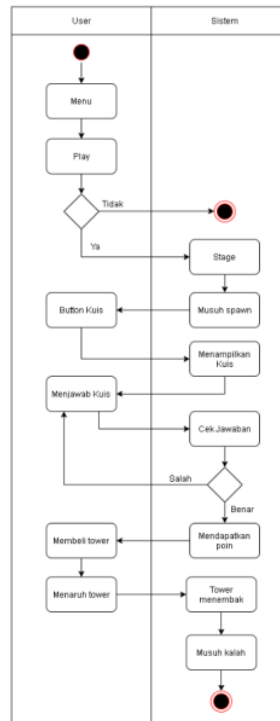 User
Sistem
Menu
Play
Tidak
Ya
Stage
Button Kuis
Musuh spawn
Menampilkan
Kuis
Menjawab Kuis
Cek Jawaban
Salah
Benar
Membeli tower
Mendapatkan
poin
Menaruh tower
Tower
menembak
Musuh kalah